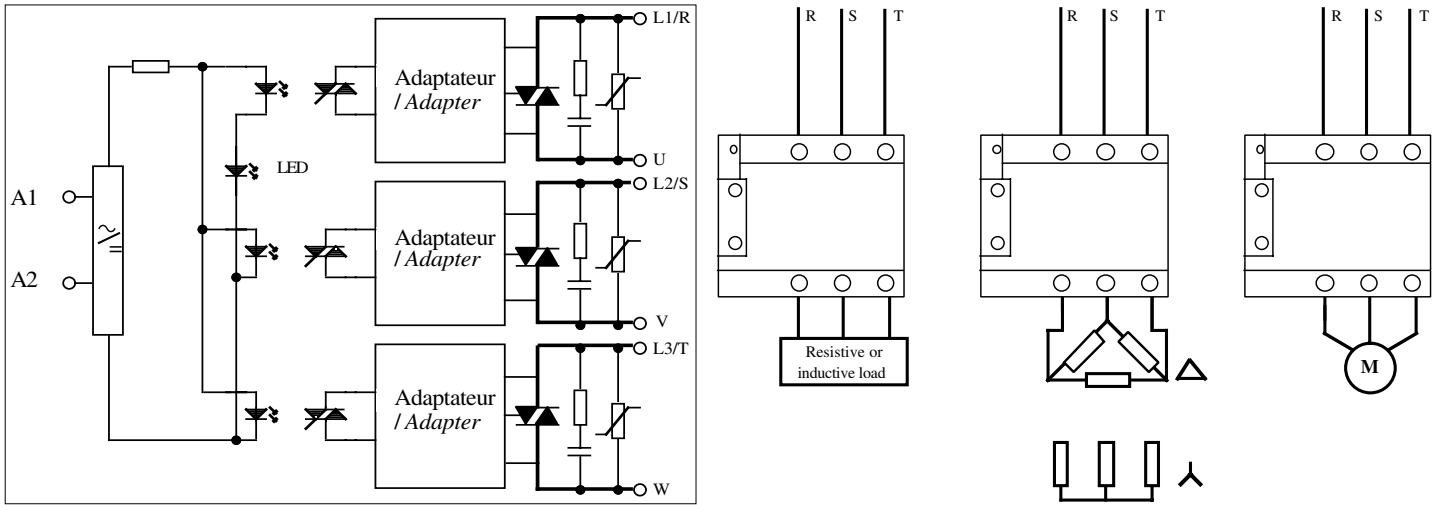 L1/R
Adaptateur
/ Adapter
U
LED
A1
L2/S
Adaptateur
/ Adapter
A2
V
L3/T
Adaptateur
/ Adapter
W
R S T
Resistive or
inductive load
R S T
R S T
M